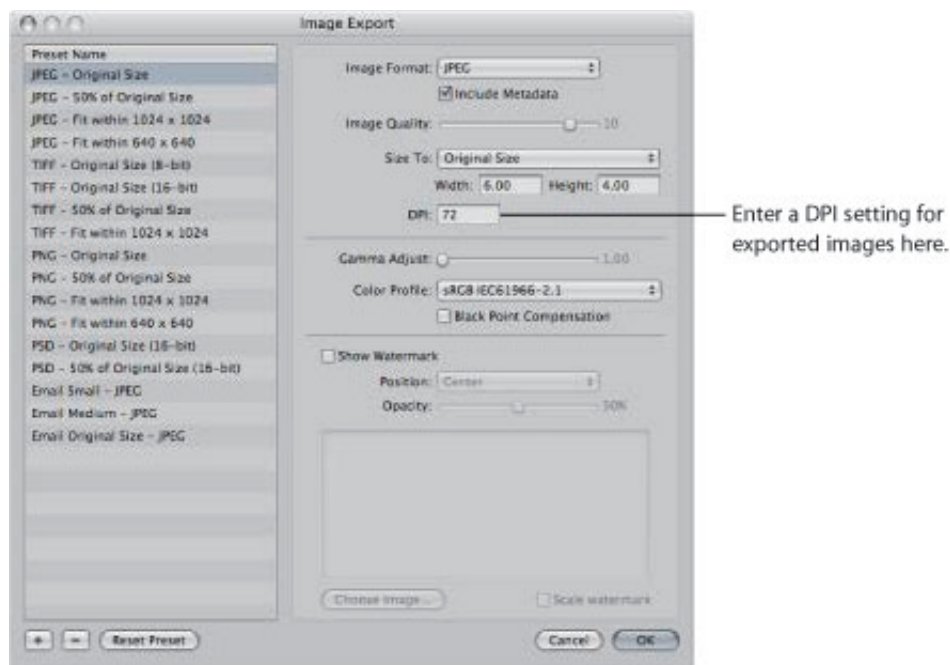 Image Export
Preset Name
JPEG - Original Size
JPEG - 50% of Original Size
JPEG - Fit within 1024 x 1024
JPEG - Fit within 640 x 640
TIFF - Original Size (8-bit)
TIFF - Original Size (16-bit)
TIFF - 50% of Original Size
TIFF - Fit within 1024 x 1024
PNG - Original Size
PNG - 50% of Original Size
PNG - Fit within 1024 x 1024
PNG - Fit within 640 x 640
PSD - Original Size (16-bit)
PSD - 50% of Original Size (16-bit)
Email Small - JPEG
Email Medium - JPEG
Email Original Size - JPEG
Image Format: JPEG
Include Metadata
Image Quality: 10
Size To: Original Size
Width: 6.00 Height: 4.00
DPI: 72
Gamma Adjust: 1.00
Color Profile: sRGB IEC61966-2.1
Black Point Compensation
Show Watermark
Position: Center
Opacity: 50%
Choose Image...
Scale watermark
+ - Reset Preset
Cancel OK
Enter a DPI setting for
exported images here.